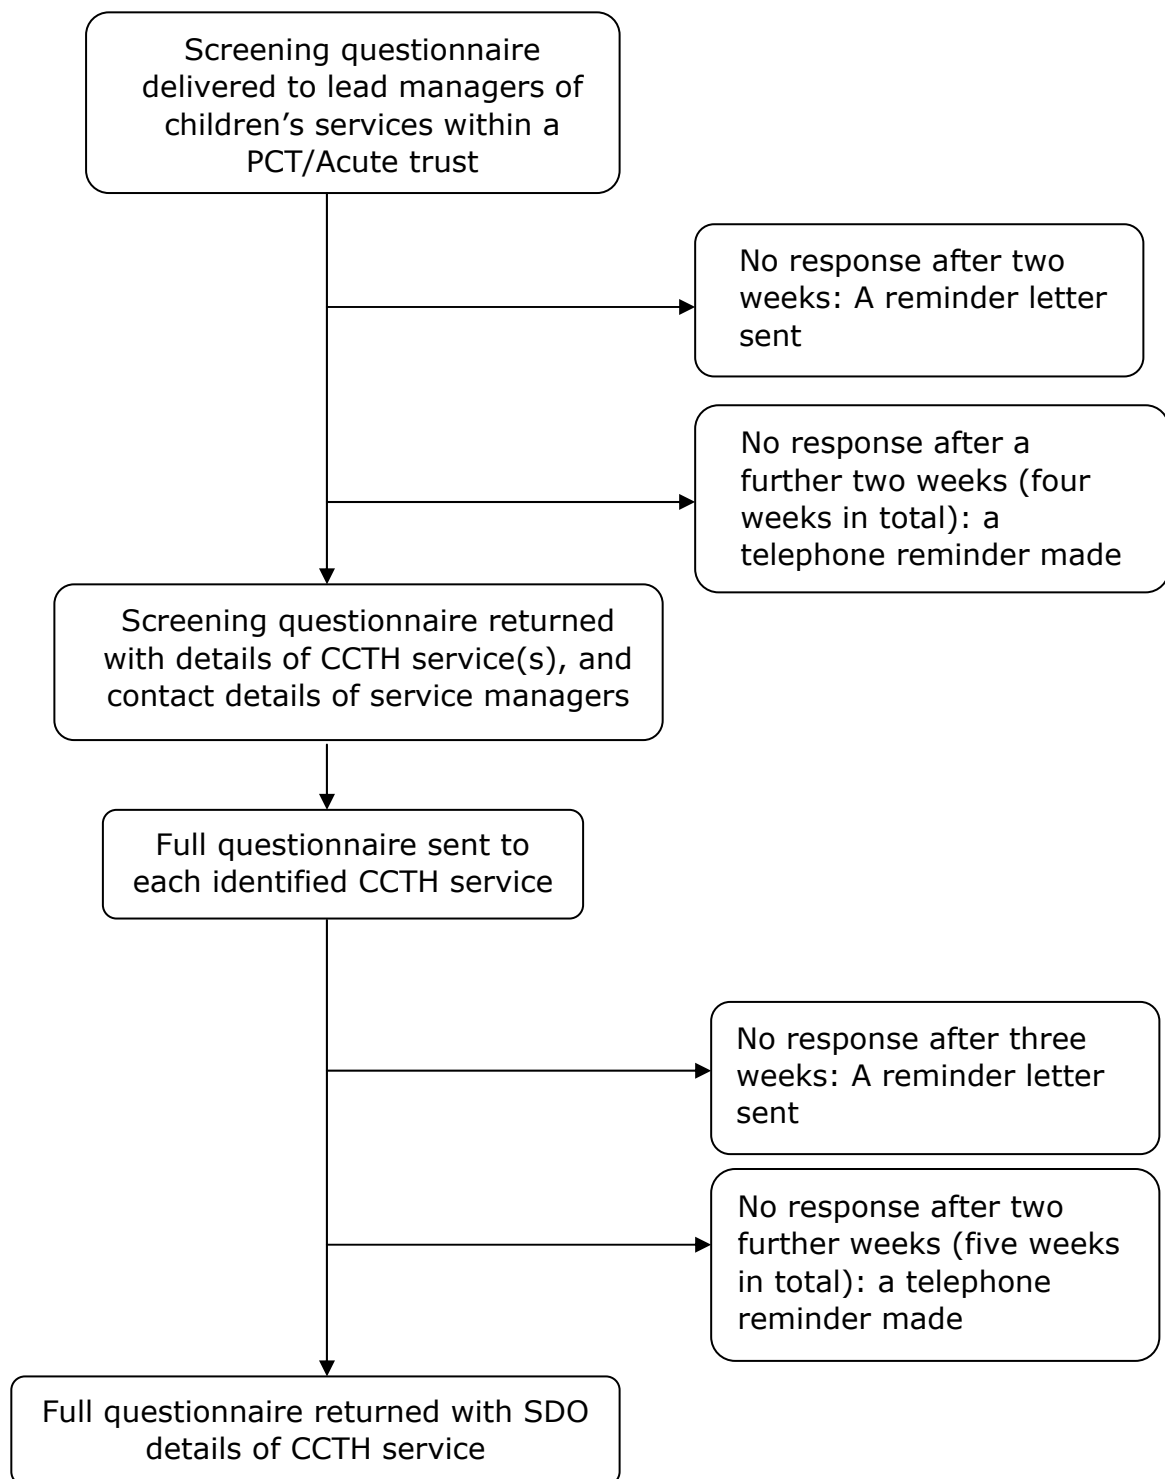 Screening questionnaire
delivered to lead managers of
children’s services within a
PCT/Acute trust
No response after two
weeks: A reminder letter
sent
No response after a
further two weeks (four
weeks in total): a
telephone reminder made
Screening questionnaire returned
with details of CCTH service(s), and
contact details of service managers
Full questionnaire sent to
each identified CCTH service
No response after three
weeks: A reminder letter
sent
No response after two
further weeks (five weeks
in total): a telephone
reminder made
Full questionnaire returned with SDO
details of CCTH service